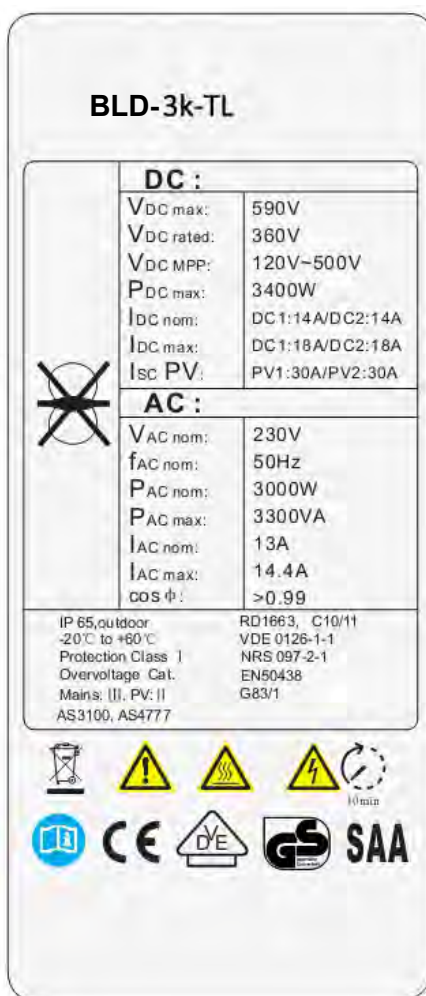 BLD-3k-TL
DC :
VDC max: 590V
VDC rated: 360V
VDC MPP: 120V~500V
PDC max: 3400W
IDC nom: DC1:14A/DC2:14A
IDC max: DC1:18A/DC2:18A
ISC PV: PV1:30A/PV2:30A
AC :
VAC nom: 230V
fAC nom: 50Hz
PAC nom: 3000W
PAC max: 3300VA
IAC nom: 13A
IAC max: 14.4A
cos ϕ: >0.99
IP 65,outdoor RD1663, C10/11
-20℃ to +60℃ VDE 0126-1-1
Protection Class I NRS 097-2-1
Overvoltage Cat. EN50438
Mains: III, PV: II G83/1
AS3100, AS4777
10min
CE
DVE
GS
SAA